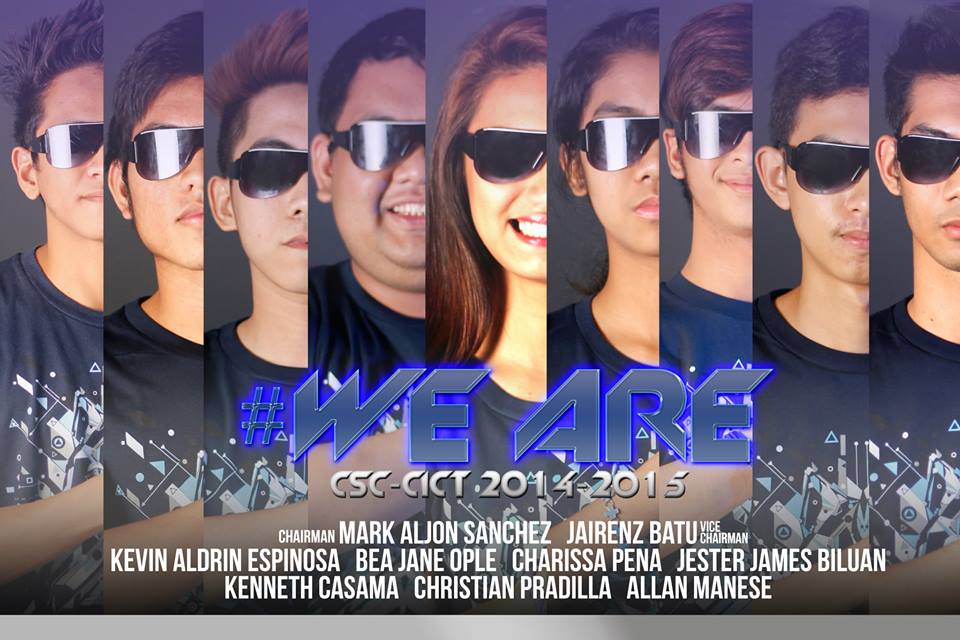 #WE ARE
CSC-CICT 2014-2015
CHAIRMAN MARK ALJON SANCHEZ JAIRENZ BATU VICE CHAIRMAN
KEVIN ALDRIN ESPINOSA BEA JANE OPLE CHARISSA PENA JESTER JAMES BILUAN
KENNETH CASAMA CHRISTIAN PRADILLA ALLAN MANESE